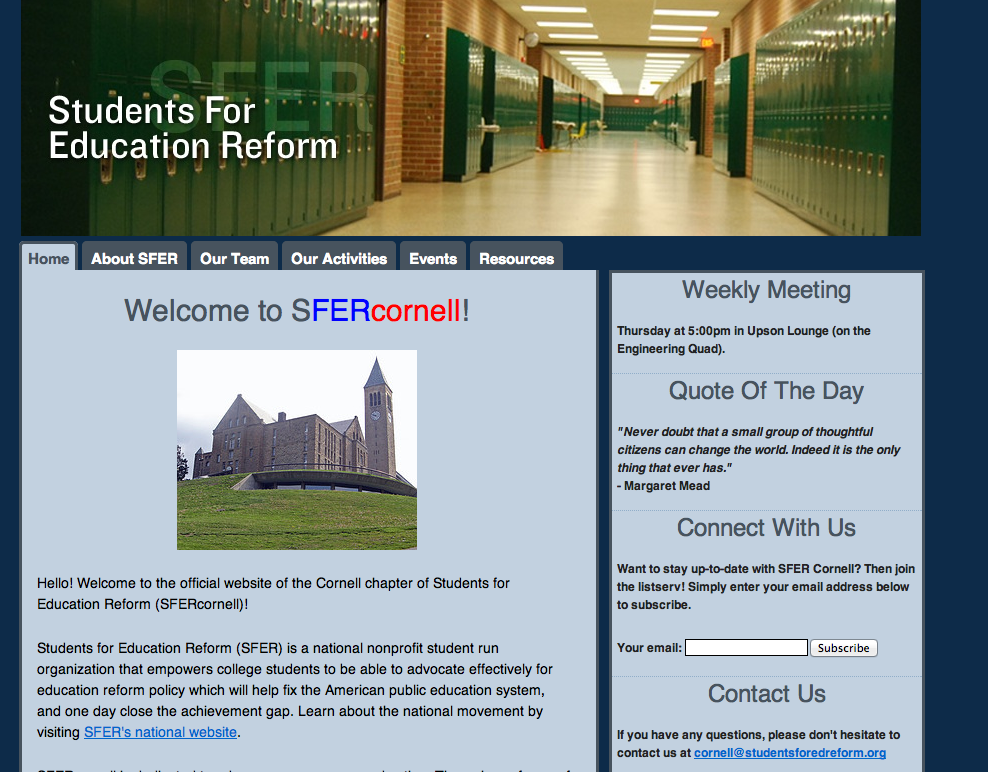 SFER
Students For
Education Reform
Home
About SFER
Our Team
Our Activities
Events
Resources
Welcome to SFERcornell!
Hello! Welcome to the official website of the Cornell chapter of Students for
Education Reform (SFERcornell)!
Students for Education Reform (SFER) is a national nonprofit student run
organization that empowers college students to be able to advocate effectively for
education reform policy which will help fix the American public education system,
and one day close the achievement gap. Learn about the national movement by
visiting SFER's national website.
Weekly Meeting
Thursday at 5:00pm in Upson Lounge (on the
Engineering Quad).
Quote Of The Day
"Never doubt that a small group of thoughtful
citizens can change the world. Indeed it is the only
thing that ever has."
- Margaret Mead
Connect With Us
Want to stay up-to-date with SFER Cornell? Then join
the listserv! Simply enter your email address below
to subscribe.
Your email:
Subscribe
Contact Us
If you have any questions, please don't hesitate to
contact us at cornell@studentsforedreform.org